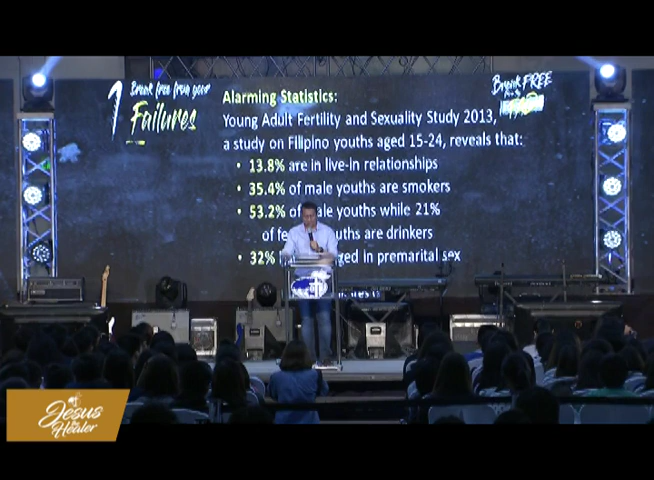 1 Break free from your
Failures
Break FREE
Alarming Statistics:
Young Adult Fertility and Sexuality Study 2013,
a study on Filipino youths aged 15-24, reveals that:
• 13.8% are in live-in relationships
• 35.4% of male youths are smokers
• 53.2% of male youths while 21%
of fe uths are drinkers
• 32% ged in premarital sex
Jesus
Healer